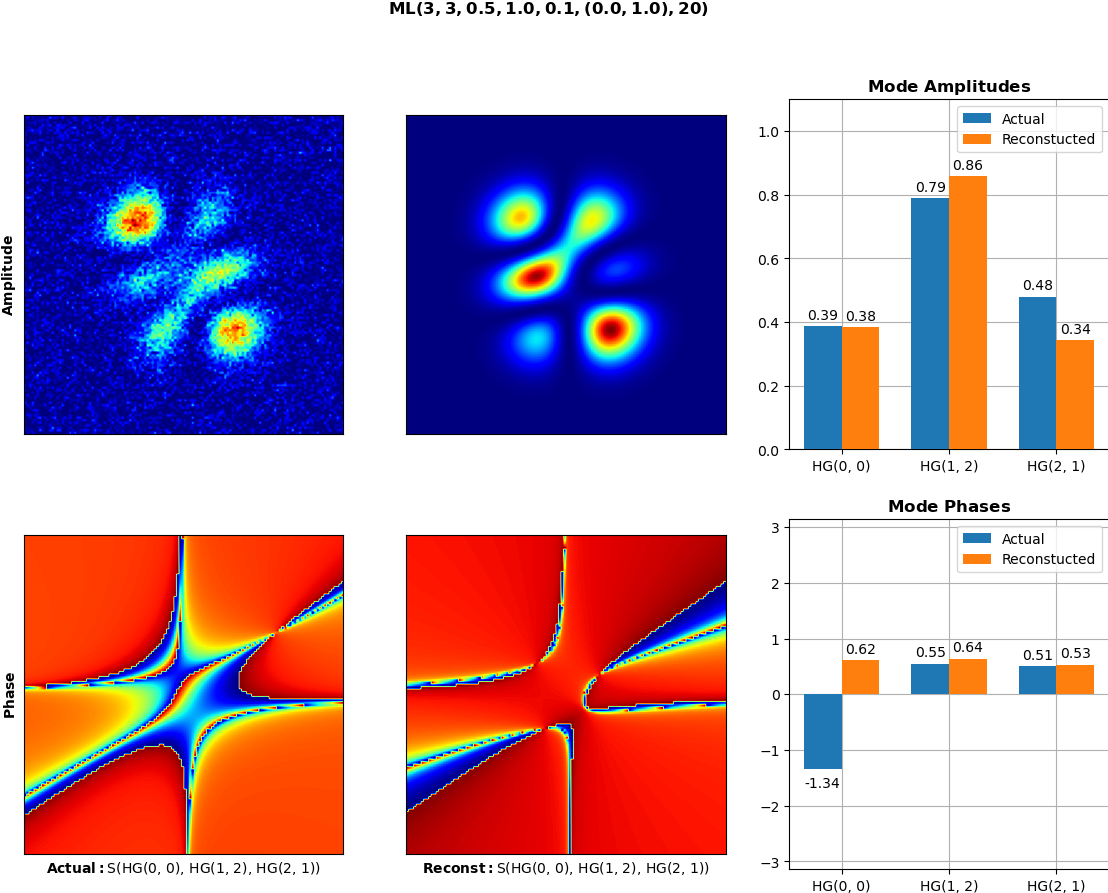 ML(3, 3, 0.5, 1.0, 0.1, (0.0, 1.0), 20)
Amplitude
Mode Amplitudes
Actual
Reconstucted
1.0
0.8
0.6
0.4
0.2
0.0
0.39
0.38
0.79
0.86
0.48
0.34
HG(0, 0)
HG(1, 2)
HG(2, 1)
Phase
Actual: S(HG(0, 0), HG(1, 2), HG(2, 1))
Reconst: S(HG(0, 0), HG(1, 2), HG(2, 1))
Mode Phases
Actual
Reconstucted
3
2
1
0
−1
−2
−3
-1.34
0.62
0.55
0.64
0.51
0.53
HG(0, 0)
HG(1, 2)
HG(2, 1)